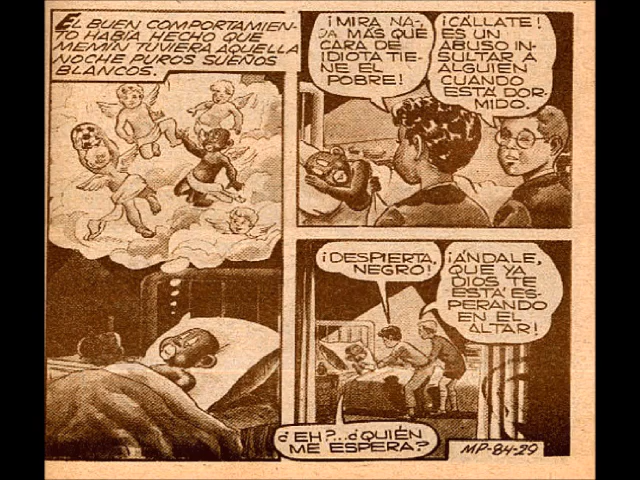 EL BUEN COMPORTAMIEN-
TO HABÍA HECHO QUE
MEMÍN TUVIERA AQUELLA
NOCHE PUROS SUEÑOS
BLANCOS.
¡MIRA NA-
DA MÁS QUÉ
CARA DE
IDIOTA TIE-
NE EL
POBRE!
¡CÁLLATE!
ES UN
ABUSO IN-
SULTAR A
ALGUIEN
CUANDO
ESTÁ DOR-
MIDO.
¡DESPIERTA,
NEGRO!
¡ÁNDALE,
QUE YA
DIOS TE
ESTÁ ES-
PERANDO
EN EL
ALTAR!
¿EH?...¿QUIÉN
ME ESPERA?
MP-84-29